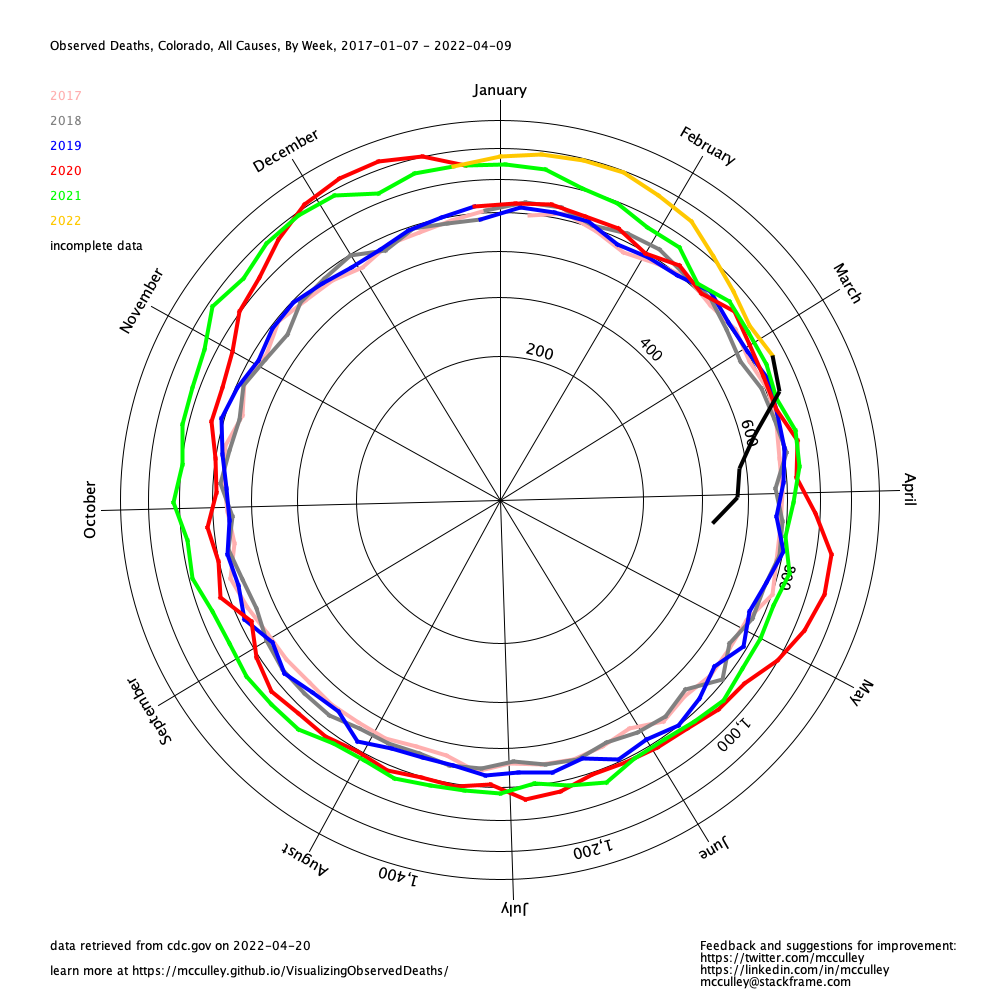 Observed Deaths, Colorado, All Causes, By Week, 2017-01-07 - 2022-04-09
2017
2018
2019
2020
2021
2022
incomplete data
January
February
March
April
May
June
July
August
September
October
November
December
200
400
600
800
1,000
1,200
1,400
data retrieved from cdc.gov on 2022-04-20
learn more at https://mcculley.github.io/VisualizingObservedDeaths/
Feedback and suggestions for improvement:
https://twitter.com/mcculley
https://linkedin.com/in/mcculley
mcculley@stackframe.com